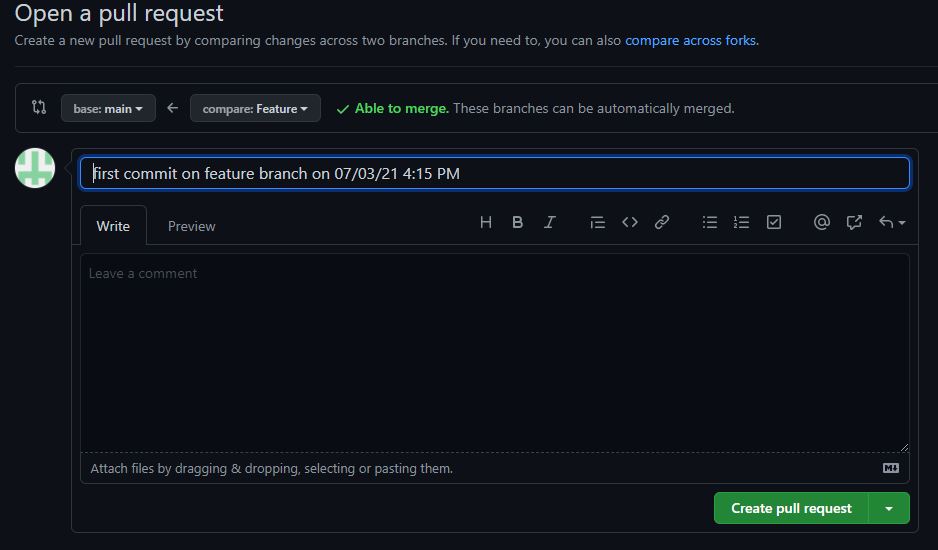 Open a pull request
Create a new pull request by comparing changes across two branches. If you need to, you can also compare across forks.
base: main compare: Feature Able to merge. These branches can be automatically merged.
first commit on feature branch on 07/03/21 4:15 PM
Write Preview
Leave a comment
Attach files by dragging & dropping, selecting or pasting them.
Create pull request